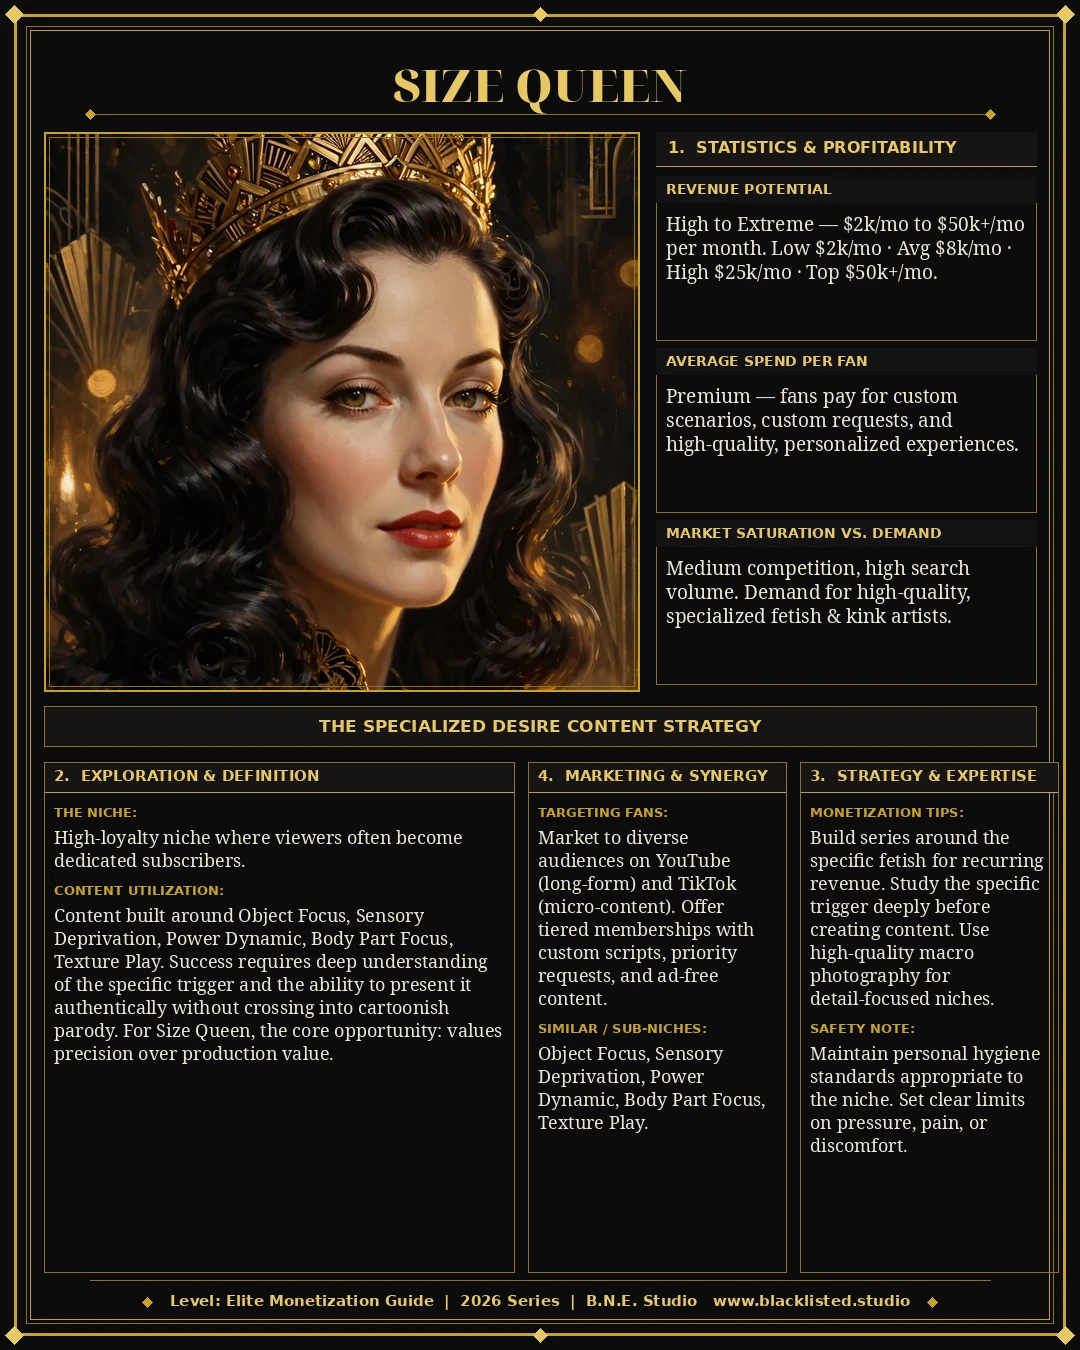 SIZE QUEEN
1. STATISTICS & PROFITABILITY
REVENUE POTENTIAL
High to Extreme — $2k/mo to $50k+/mo
per month. Low $2k/mo · Avg $8k/mo ·
High $25k/mo · Top $50k+/mo.
AVERAGE SPEND PER FAN
Premium — fans pay for custom
scenarios, custom requests, and
high-quality, personalized experiences.
MARKET SATURATION VS. DEMAND
Medium competition, high search
volume. Demand for high-quality,
specialized fetish & kink artists.
THE SPECIALIZED DESIRE CONTENT STRATEGY
2. EXPLORATION & DEFINITION
THE NICHE:
High-loyalty niche where viewers often become
dedicated subscribers.
CONTENT UTILIZATION:
Content built around Object Focus, Sensory
Deprivation, Power Dynamic, Body Part Focus,
Texture Play. Success requires deep understanding
of the specific trigger and the ability to present it
authentically without crossing into cartoonish
parody. For Size Queen, the core opportunity: values
precision over production value.
4. MARKETING & SYNERGY
TARGETING FANS:
Market to diverse
audiences on YouTube
(long-form) and TikTok
(micro-content). Offer
tiered memberships with
custom scripts, priority
requests, and ad-free
content.
SIMILAR / SUB-NICHES:
Object Focus, Sensory
Deprivation, Power
Dynamic, Body Part Focus,
Texture Play.
3. STRATEGY & EXPERTISE
MONETIZATION TIPS:
Build series around the
specific fetish for recurring
revenue. Study the specific
trigger deeply before
creating content. Use
high-quality macro
photography for
detail-focused niches.
SAFETY NOTE:
Maintain personal hygiene
standards appropriate to
the niche. Set clear limits
on pressure, pain, or
discomfort.
Level: Elite Monetization Guide | 2026 Series | B.N.E. Studio www.blacklisted.studio